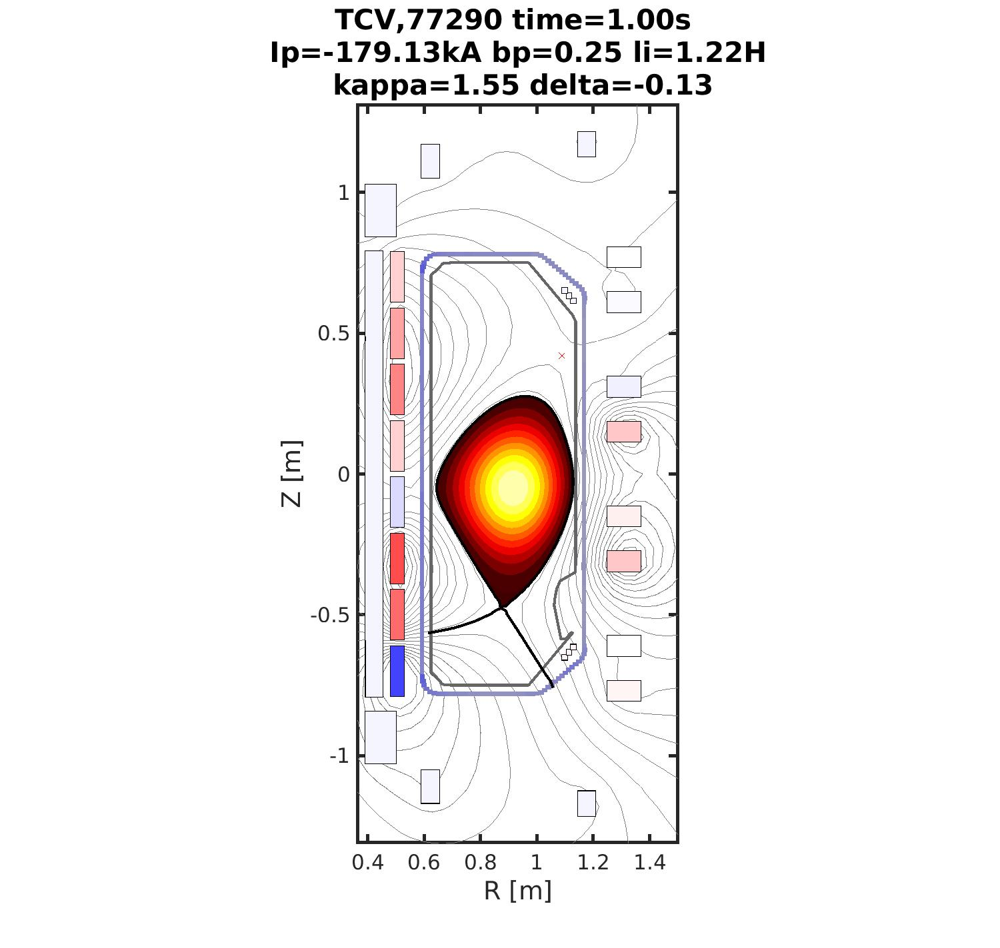 TCV,77290 time=1.00s
Ip=-179.13kA bp=0.25 li=1.22H
kappa=1.55 delta=-0.13
1
0.5
0
-0.5
-1
Z [m]
0.4 0.6 0.8 1 1.2 1.4
R [m]